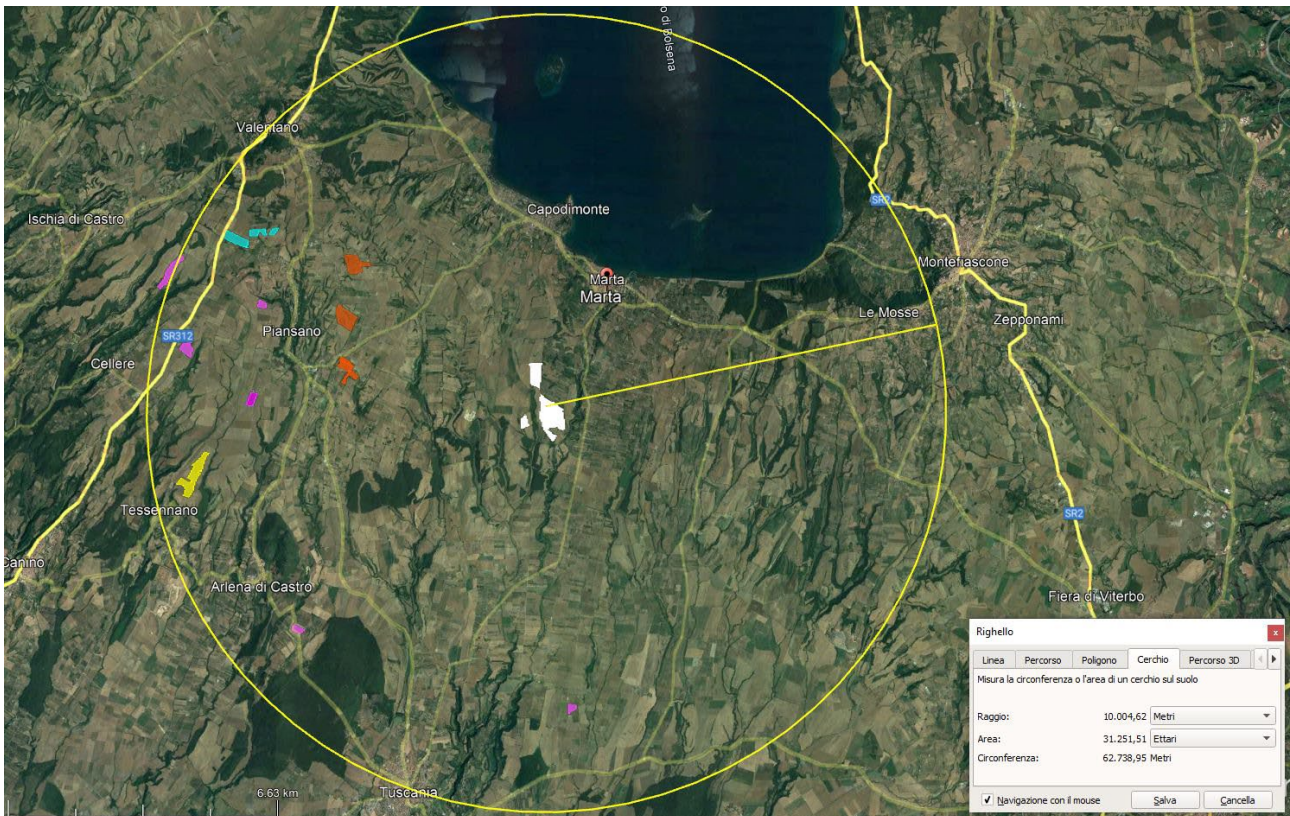 o di Bolsena
Valentano
Ischia di Castro
Capodimonte
SR2
Marta
Marta
Montefiascone
Le Mosse
Zepponami
SR312
Piansano
Cellere
Tessennano
SR2
Canino
Arlena di Castro
Fiera di Viterbo
6.63 km
Tuscania
Righello
x
Linea Percorso Poligono Cerchio Percorso 3D
Misura la circonferenza o l'area di un cerchio sul suolo
Raggio: 10.004,62 Metri
Area: 31.251,51 Ettari
Circonferenza: 62.738,95 Metri
Navigazione con il mouse Salva Cancella